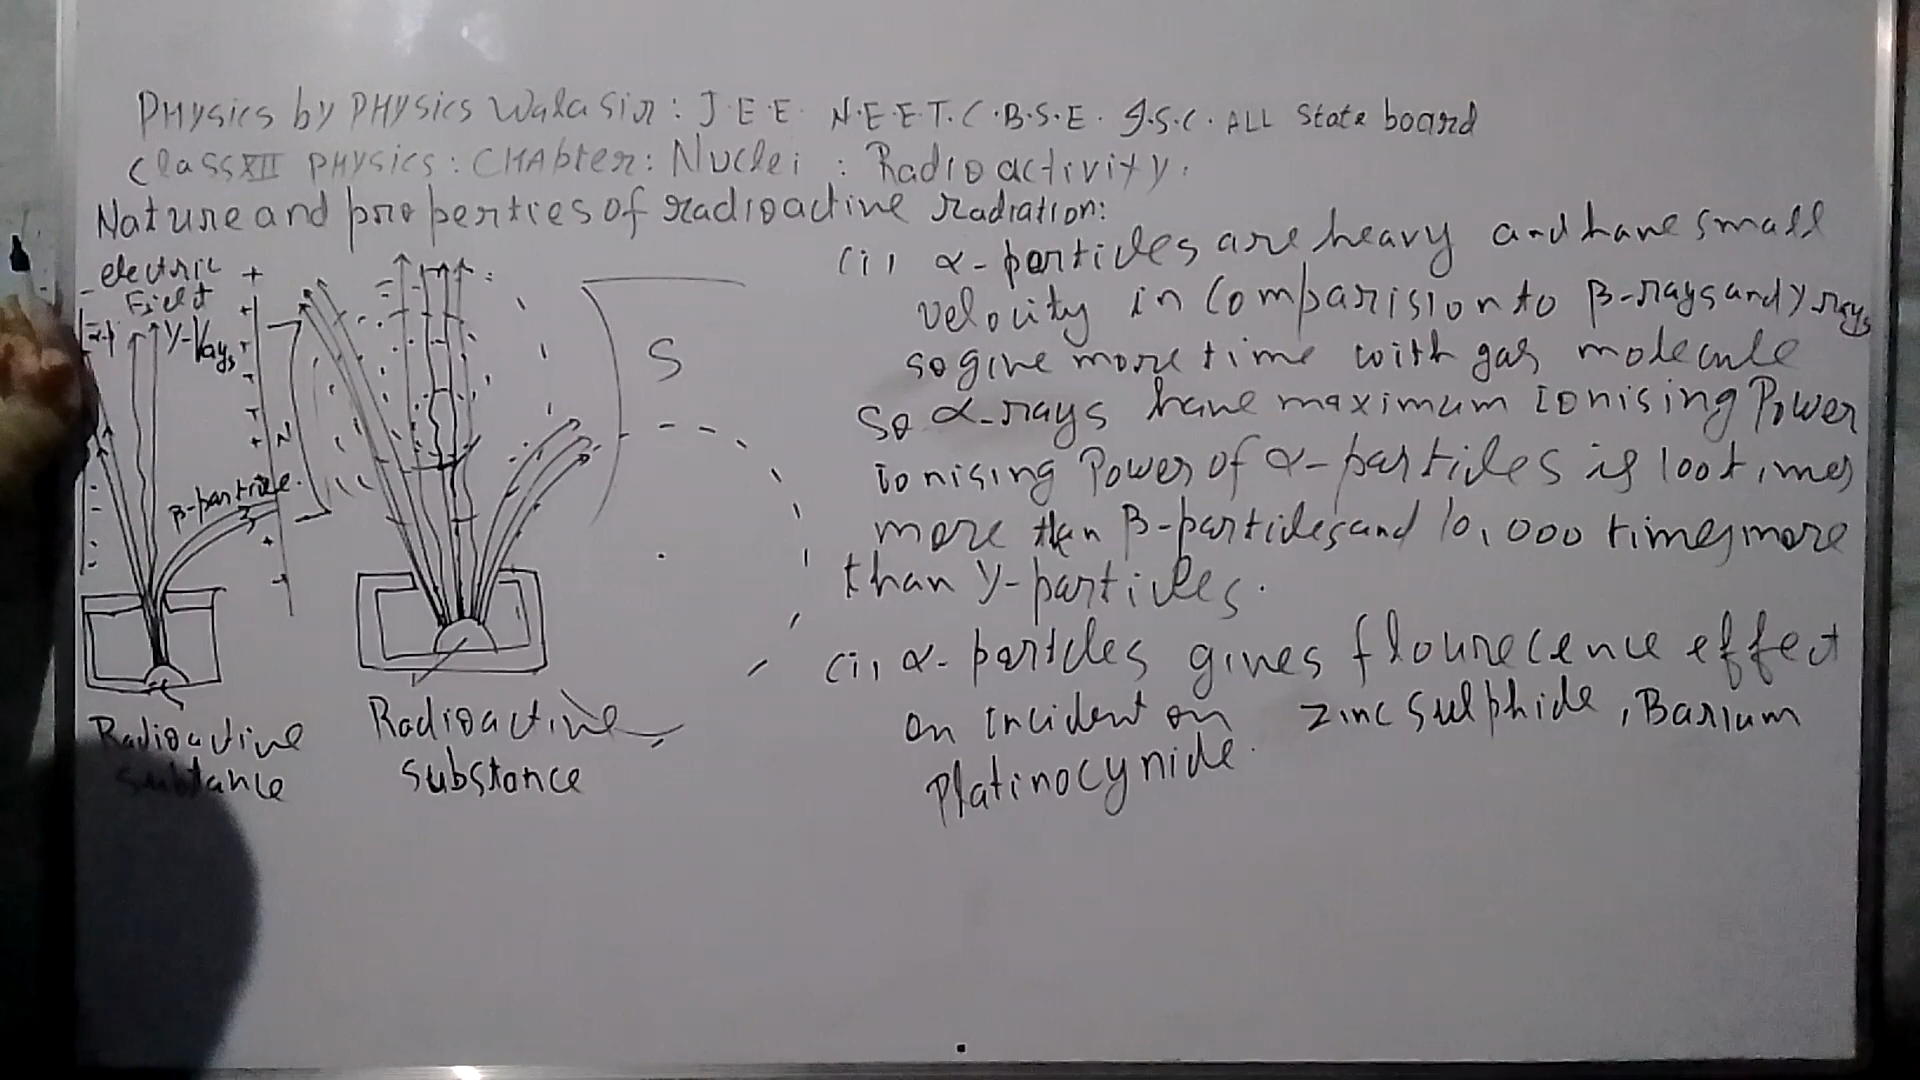 PHysics by PHYSICS Wala Sir: J.E.E. N.E.E.T. C.B.S.E. I.S.C. ALL State board
Class XII PHYSICS: CHApter: Nuclei : Radioactivity.
Nature and properties of radioactive radiation:
electric
Field
γ-rays
β-particle
N
S
Radioactive
substance
Radioactive
substance
(i) α-particles are heavy and have small
velocity in Comparision to β-rays and γ rays
so give more time with gas molecule
So α-rays have maximum ionising Power
ionising Power of α-particles is 100 times
more than β-particles and 10,000 times more
than γ-particles.
(i) α-particles gives flourecence effect
on incident on zinc sulphide, Barium
Platinocynide.